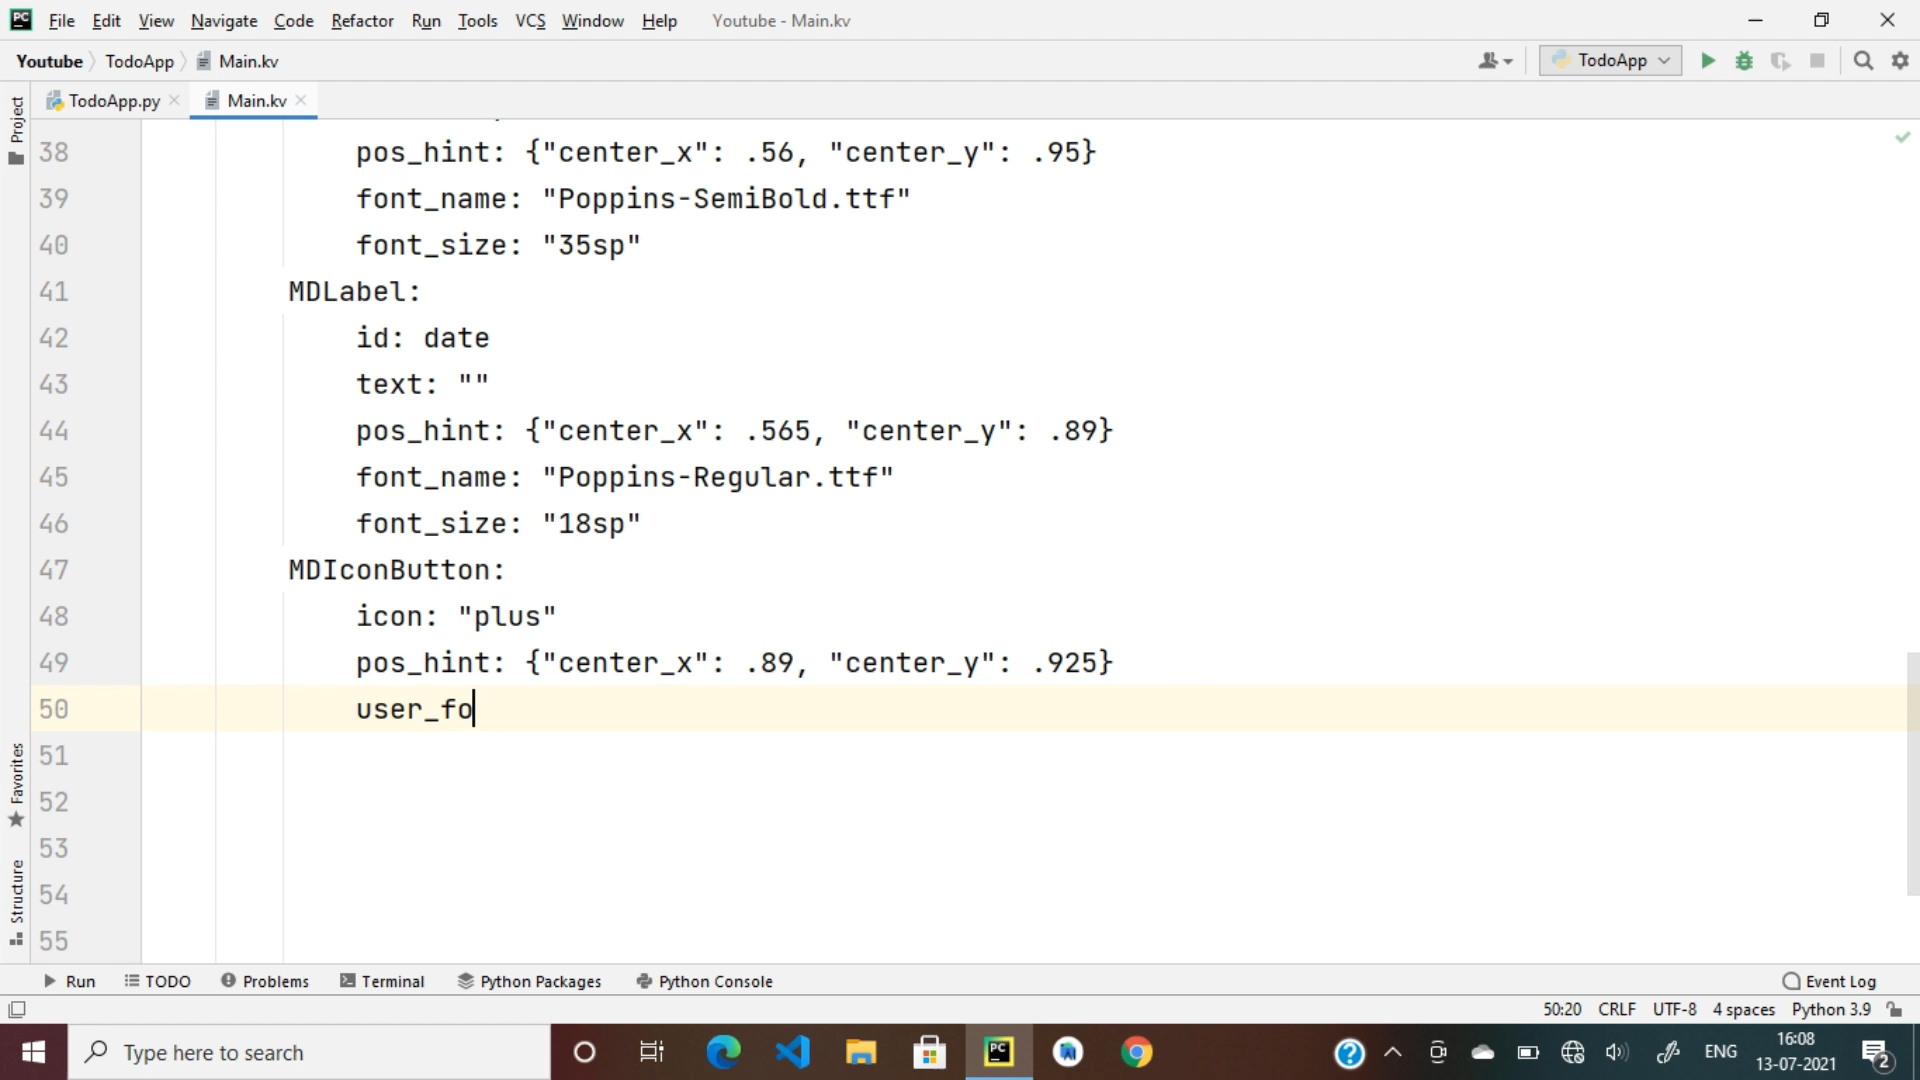 PC File Edit View Navigate Code Refactor Run Tools VCS Window Help Youtube - Main.kv
Youtube TodoApp Main.kv TodoApp
TodoApp.py Main.kv
Project
38 pos_hint: {"center_x": .56, "center_y": .95}
39 font_name: "Poppins-SemiBold.ttf"
40 font_size: "35sp"
41 MDLabel:
42 id: date
43 text: ""
44 pos_hint: {"center_x": .565, "center_y": .89}
45 font_name: "Poppins-Regular.ttf"
46 font_size: "18sp"
47 MDIconButton:
48 icon: "plus"
49 pos_hint: {"center_x": .89, "center_y": .925}
50 user_fo
51
52
53
54
55
Favorites
Structure
Run TODO Problems Terminal Python Packages Python Console Event Log
50:20 CRLF UTF-8 4 spaces Python 3.9
Type here to search PC ENG 16:08
13-07-2021 2